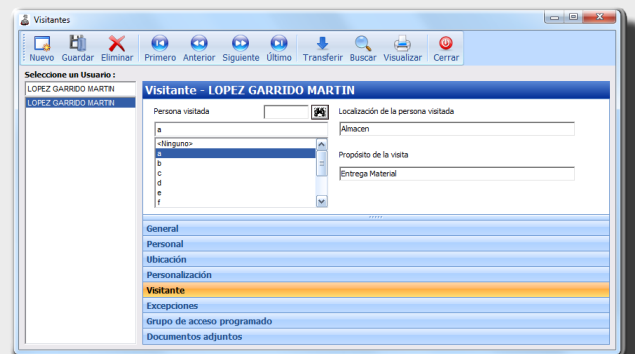 Visitantes
Nuevo Guardar Eliminar Primero Anterior Siguiente Último Transferir Buscar Visualizar Cerrar
Seleccione un Usuario :
LOPEZ GARRIDO MARTIN
LOPEZ GARRIDO MARTIN
Visitante - LOPEZ GARRIDO MARTIN
Persona visitada
Localización de la persona visitada
a
Almacen
<Ninguno>
a
b
c
d
e
f
Propósito de la visita
Entrega Material
General
Personal
Ubicación
Personalización
Visitante
Excepciones
Grupo de acceso programado
Documentos adjuntos